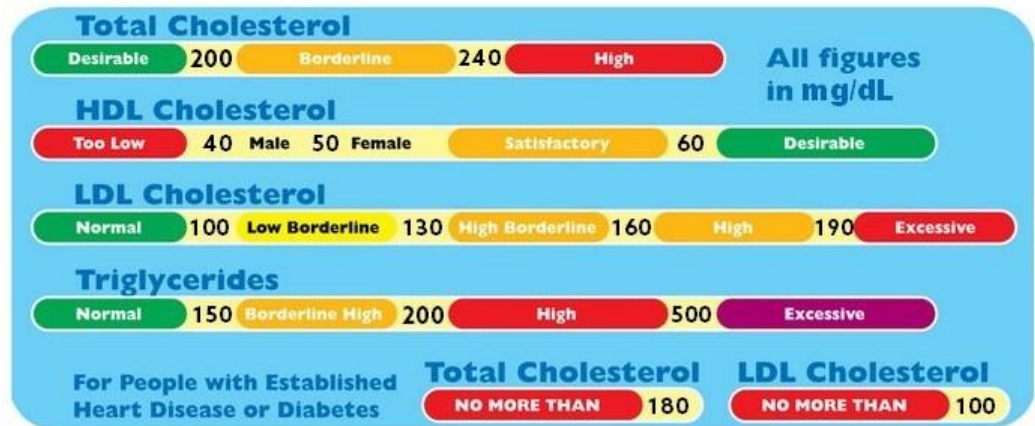 Total Cholesterol
Desirable 200 Borderline 240 High
All figures
in mg/dL
HDL Cholesterol
Too Low 40 Male 50 Female Satisfactory 60 Desirable
LDL Cholesterol
Normal 100 Low Borderline 130 High Borderline 160 High 190 Excessive
Triglycerides
Normal 150 Borderline High 200 High 500 Excessive
For People with Established
Heart Disease or Diabetes
Total Cholesterol
NO MORE THAN 180
LDL Cholesterol
NO MORE THAN 100